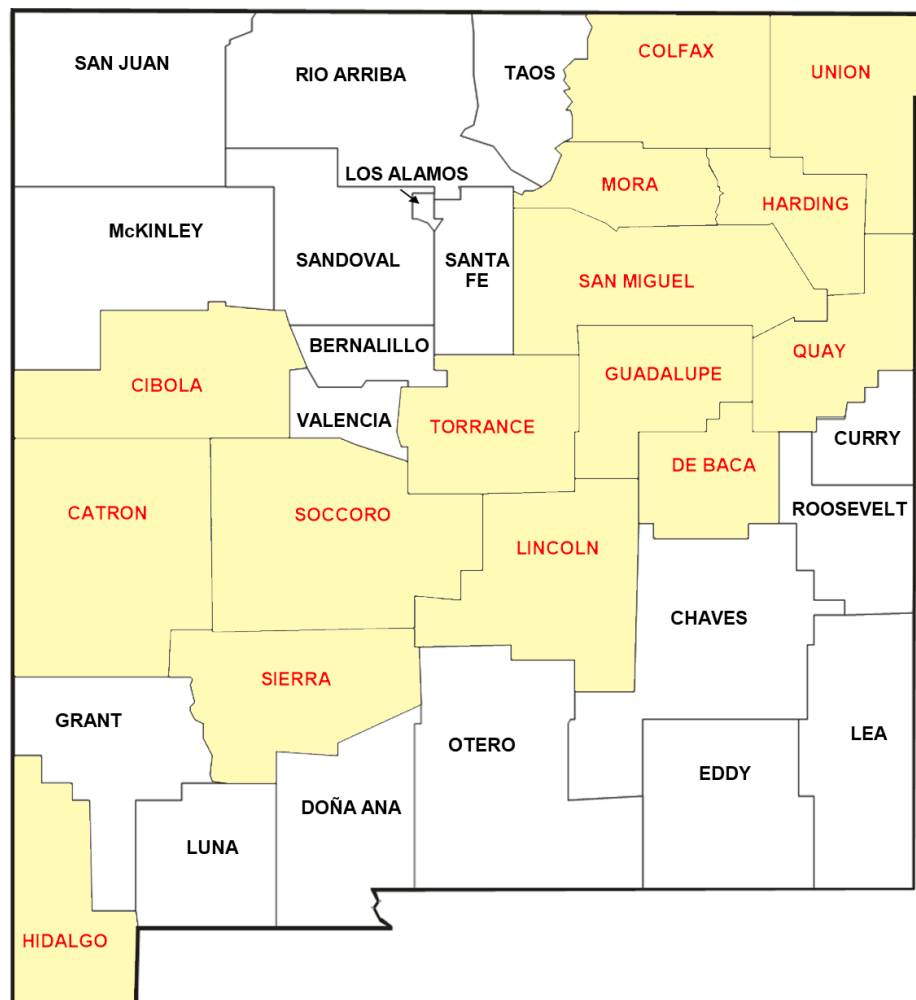 COLFAX
SAN JUAN
RIO ARRIBA
TAOS
UNION
LOS ALAMOS
MORA
HARDING
McKINLEY
SANDOVAL
SANTA
FE
SAN MIGUEL
BERNALILLO
QUAY
GUADALUPE
CIBOLA
VALENCIA
TORRANCE
CURRY
DE BACA
ROOSEVELT
CATRON
SOCCORO
LINCOLN
CHAVES
SIERRA
GRANT
OTERO
LEA
EDDY
DOÑA ANA
LUNA
HIDALGO